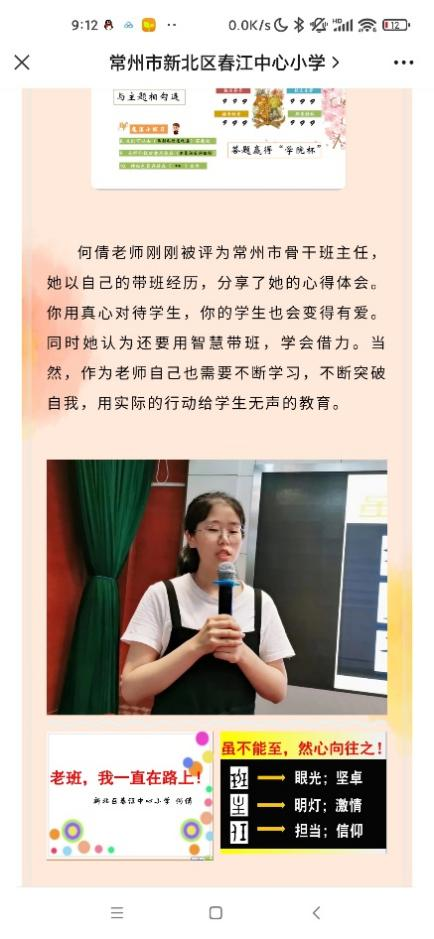 9:12
0.0K/s
HD
12
常州市新北区春江中心小学
与主题相勾连
答题赢得“学院杯”
何倩老师刚刚被评为常州市骨干班主任，
她以自己的带班经历，分享了她的心得体会。
你用真心对待学生，你的学生也会变得有爱。
同时她认为还要用智慧带班，学会借力。当
然，作为老师自己也需要不断学习，不断突破
自我，用实际的行动给学生无声的教育。
老班，我一直在路上！
新北区春江中心小学 何倩
虽不能至，然心向往之！
班 眼光；坚卓
主 明灯；激情
担当；信仰